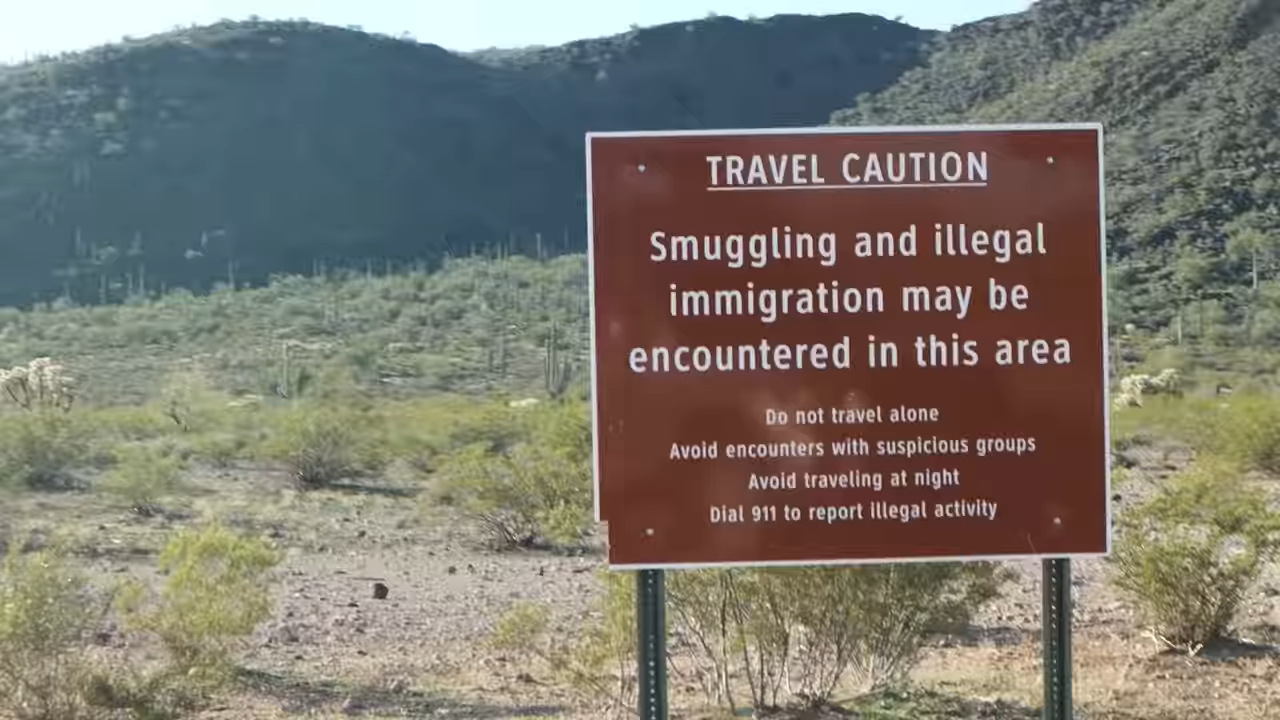 TRAVEL CAUTION
Smuggling and illegal
immigration may be
encountered in this area
Do not travel alone
Avoid encounters with suspicious groups
Avoid traveling at night
Dial 911 to report illegal activity